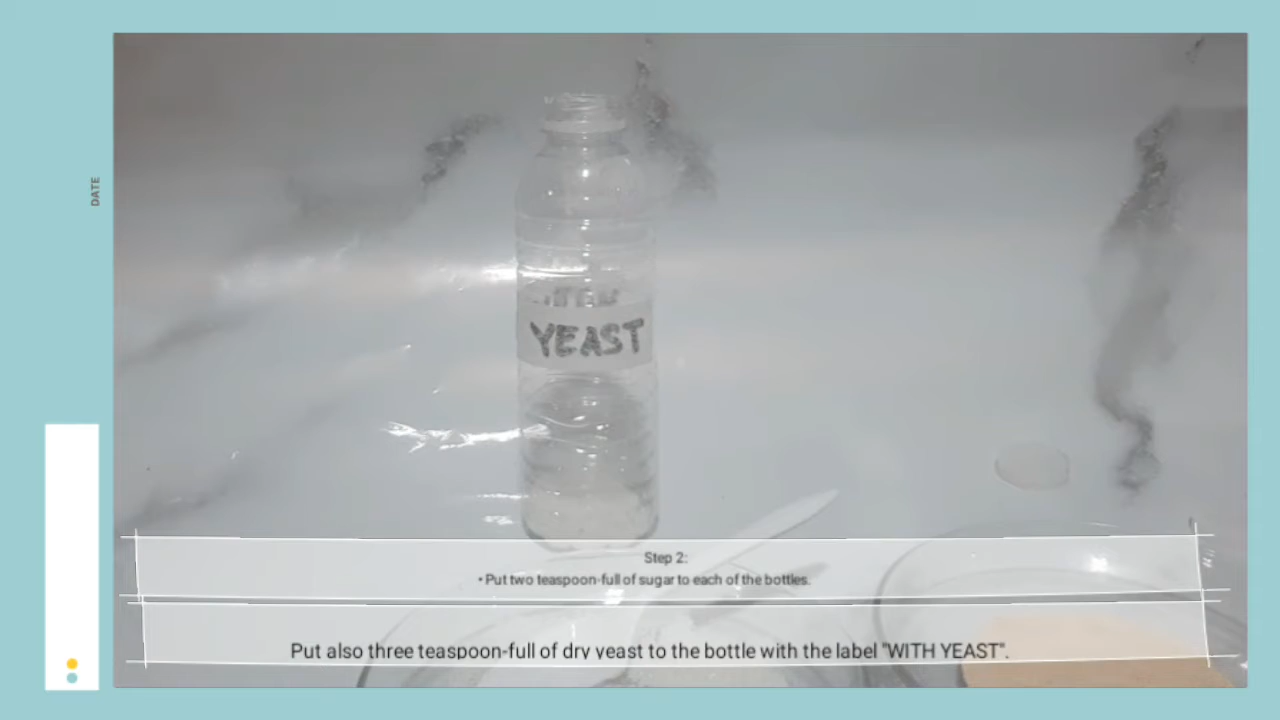 DATE
YEAST
Step 2:
• Put two teaspoon-full of sugar to each of the bottles.
Put also three teaspoon-full of dry yeast to the bottle with the label "WITH YEAST".